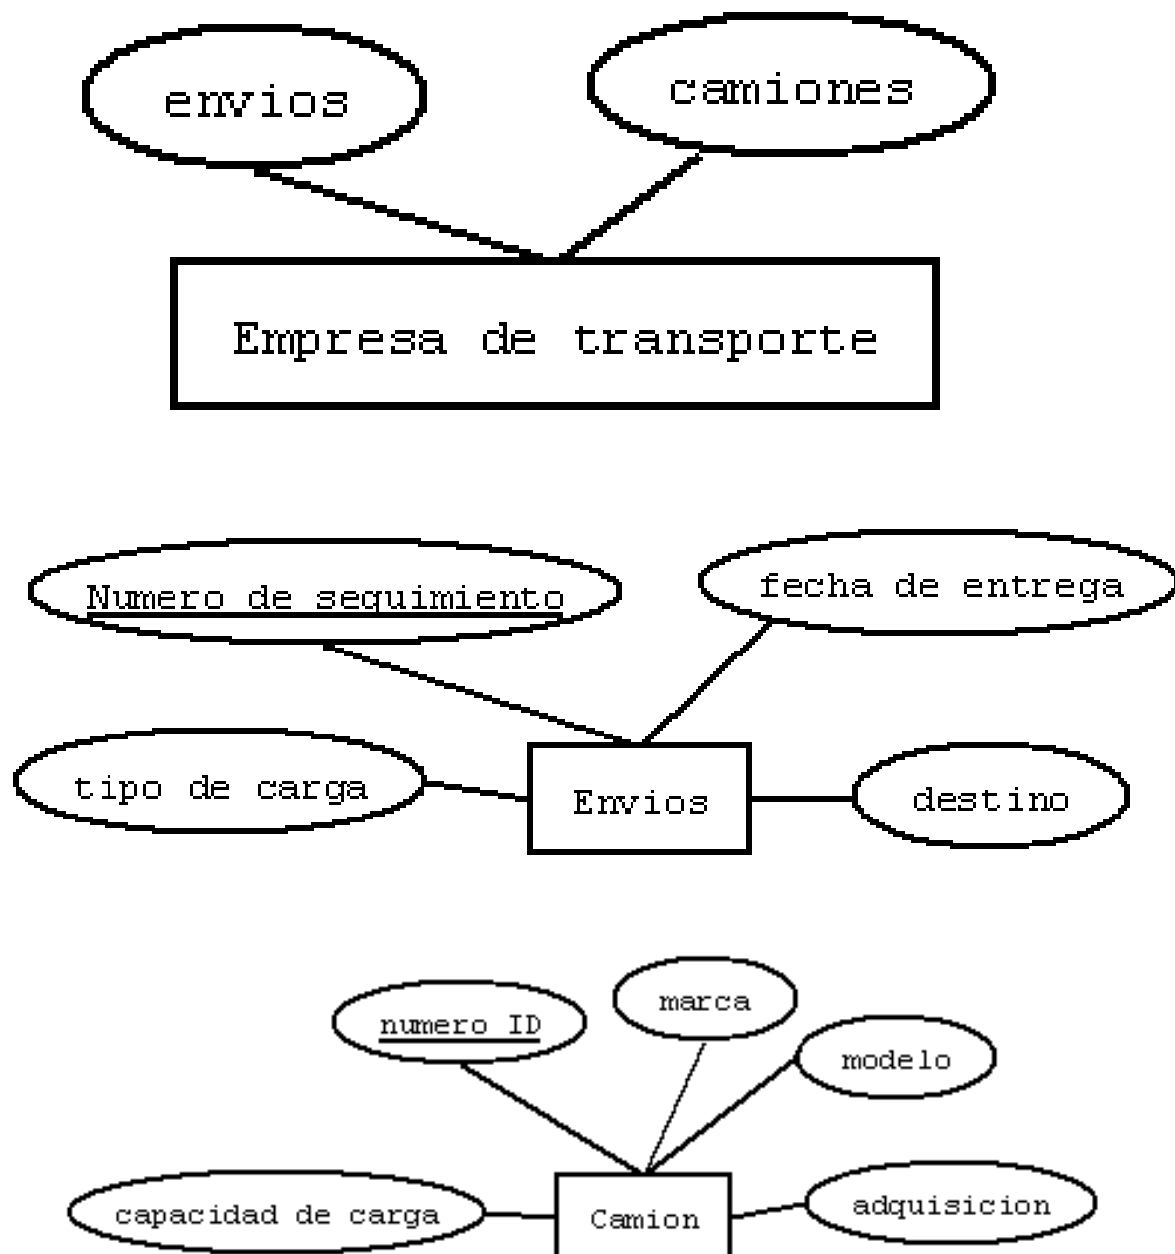 envios
camiones
Empresa de transporte
Numero de seguimiento
fecha de entrega
tipo de carga
Envios
destino
numero ID
marca
modelo
capacidad de carga
Camion
adquisicion